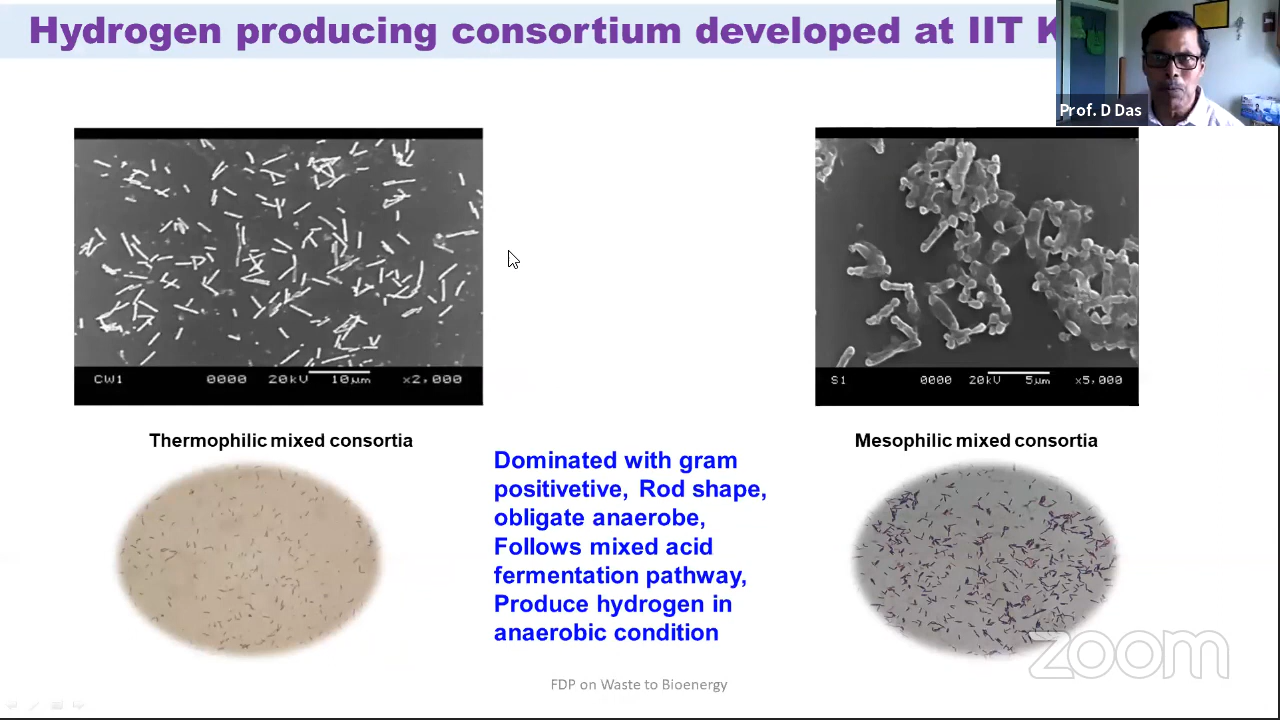 Hydrogen producing consortium developed at IIT K
Prof. D Das
CW1 0000 20kV 10µm x2,000
S1 0000 20kV 5µm x5,000
Thermophilic mixed consortia
Mesophilic mixed consortia
Dominated with gram
positivetive, Rod shape,
obligate anaerobe,
Follows mixed acid
fermentation pathway,
Produce hydrogen in
anaerobic condition
zoom
FDP on Waste to Bioenergy